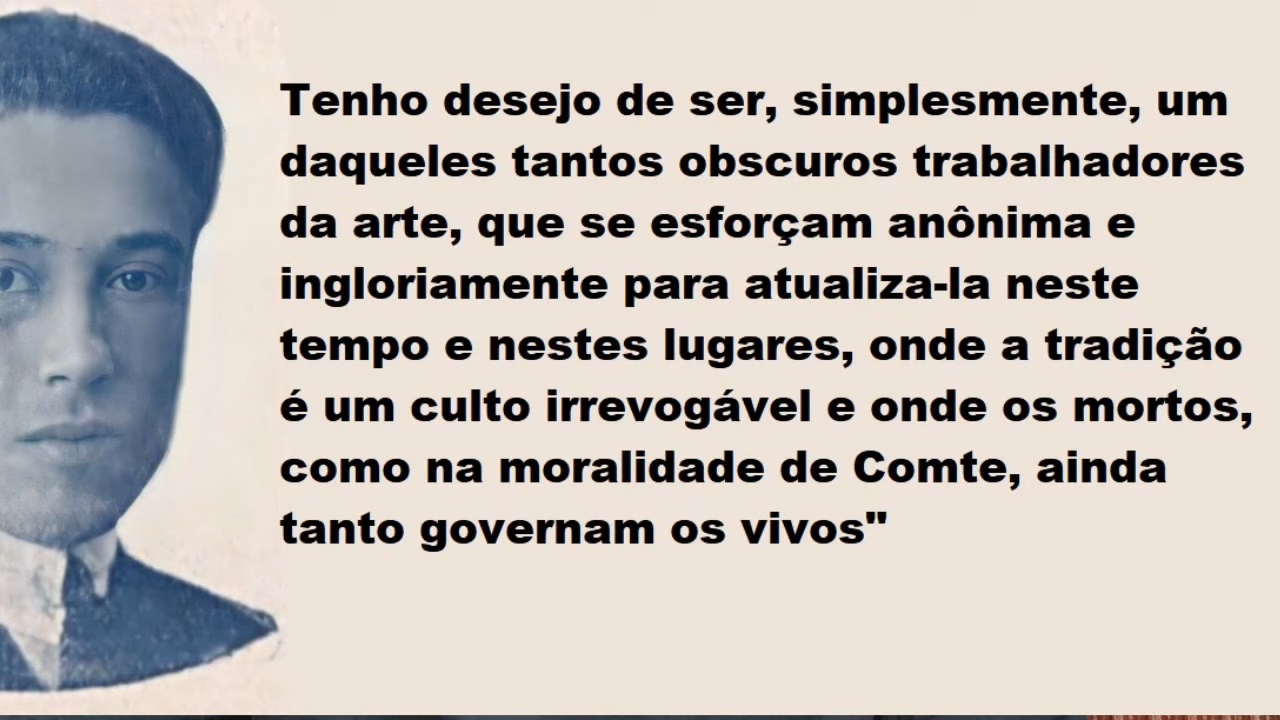 Tenho desejo de ser, simplesmente, um
daqueles tantos obscuros trabalhadores
da arte, que se esforçam anônima e
ingloriamente para atualiza-la neste
tempo e nestes lugares, onde a tradição
é um culto irrevogável e onde os mortos,
como na moralidade de Comte, ainda
tanto governam os vivos"